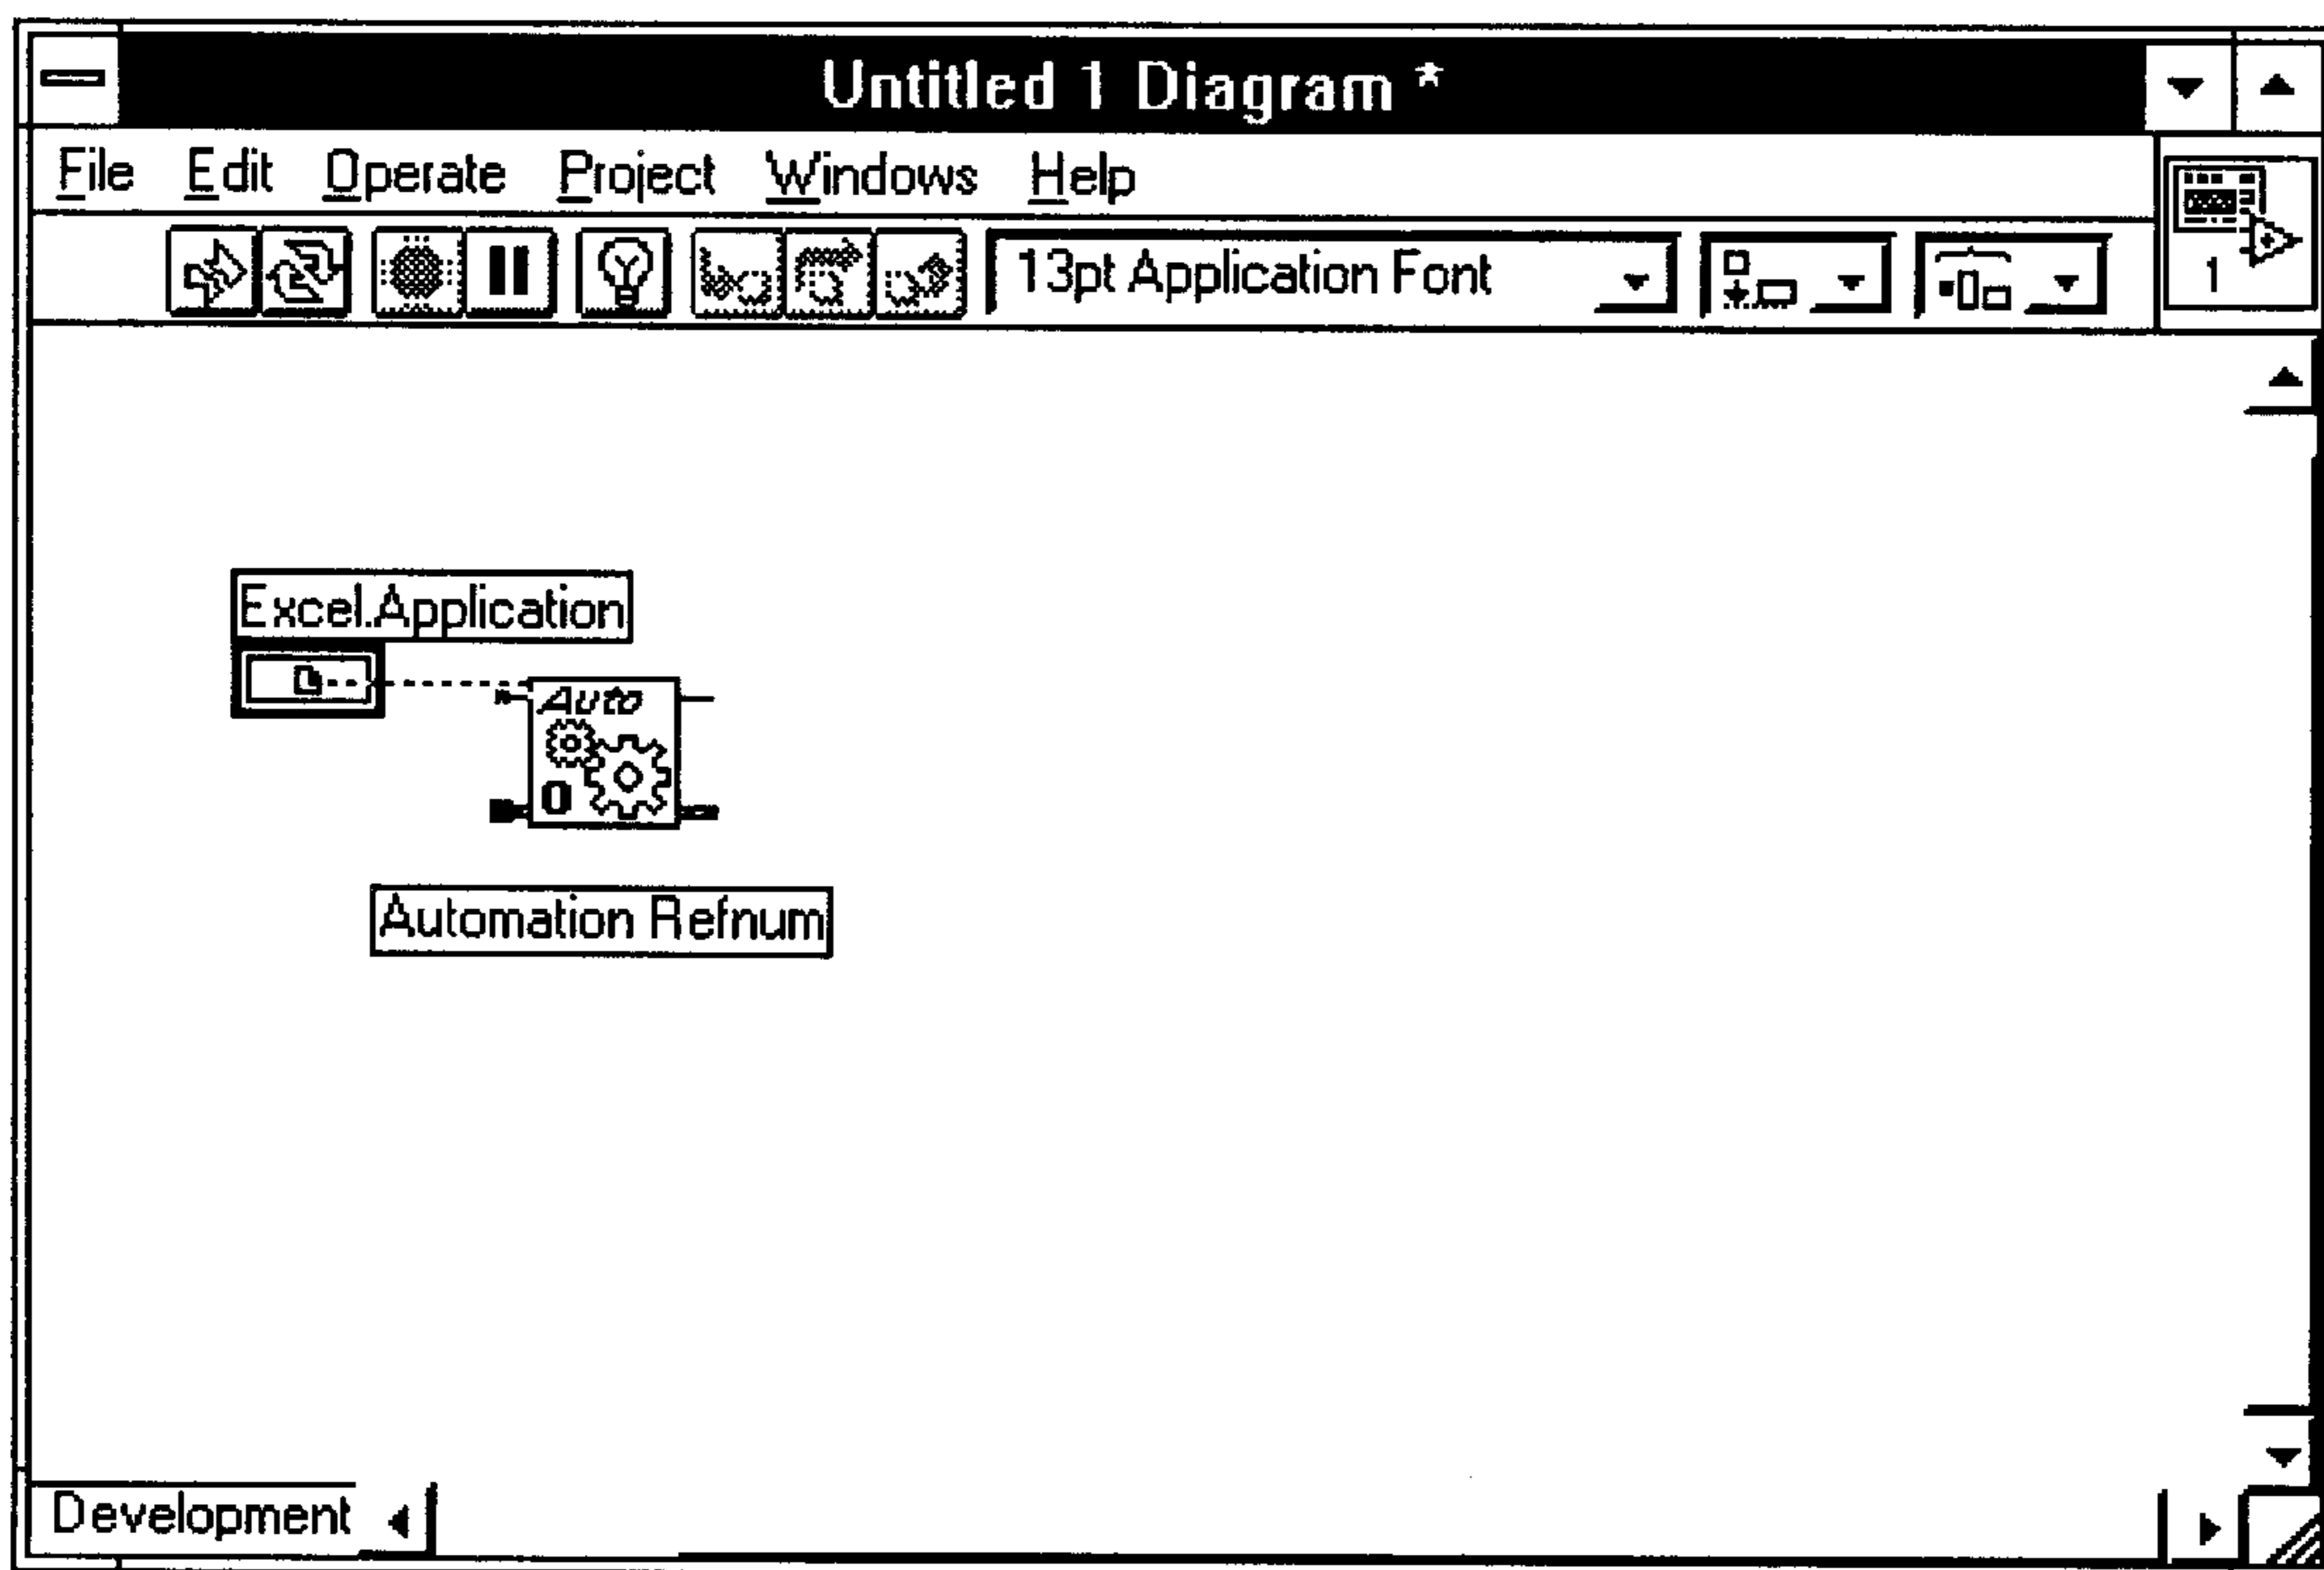 Untitled 1 Diagram *
File Edit Operate Project Windows Help
13pt Application Font
1
Excel.Application
Auto
0
Automation Refnum
Development